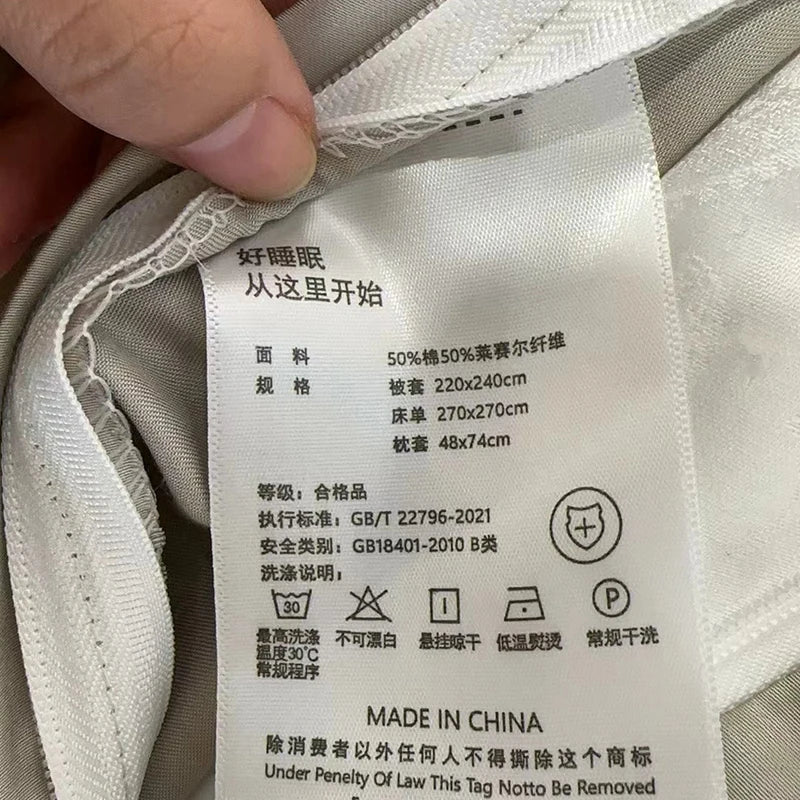 好睡眠
从这里开始
面 料 50%棉50%莱赛尔纤维
规 格 被套 220x240cm
床单 270x270cm
枕套 48x74cm
等级：合格品
执行标准：GB/T 22796-2021
安全类别：GB18401-2010 B类
洗涤说明：
30 P
最高洗涤温度30℃常规程序 不可漂白 悬挂晾干 低温熨烫 常规干洗
MADE IN CHINA
除消费者以外任何人不得撕除这个商标
Under Penelty Of Law This Tag Notto Be Removed